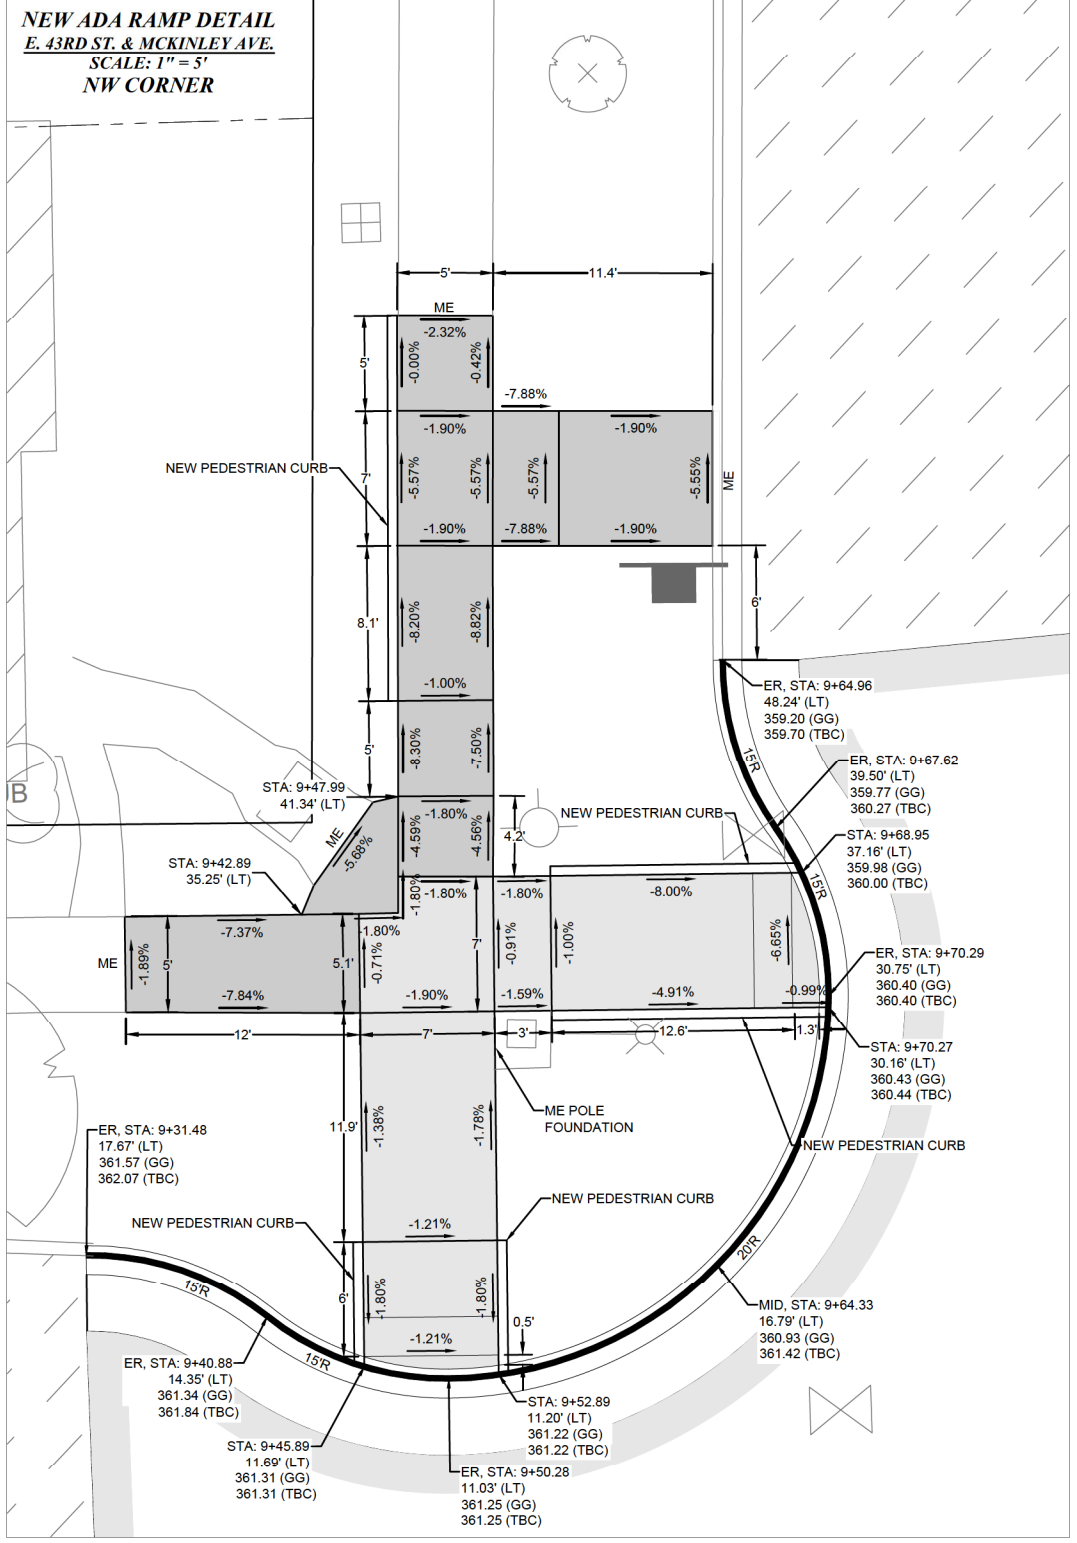 NEW ADA RAMP DETAIL
E. 43RD ST. & MCKINLEY AVE.
SCALE: 1" = 5'
NW CORNER
5'
11.4'
ME
-2.32%
5'
-0.00%
-0.42%
-7.88%
-1.90%
-1.90%
NEW PEDESTRIAN CURB
7'
-5.57%
-5.57%
-5.57%
-5.55%
ME
-1.90%
-7.88%
-1.90%
8.1'
-8.20%
-8.82%
6'
-1.00%
ER, STA: 9+64.96
48.24' (LT)
359.20 (GG)
359.70 (TBC)
5'
-8.30%
-7.50%
15'R
ER, STA: 9+67.62
39.50' (LT)
359.77 (GG)
360.27 (TBC)
UB
STA: 9+47.99
41.34' (LT)
-1.80%
NEW PEDESTRIAN CURB
ME
-5.68%
-4.59%
-4.56%
4.2'
STA: 9+68.95
37.16' (LT)
359.98 (GG)
360.00 (TBC)
STA: 9+42.89
35.25' (LT)
-1.80%
-1.80%
-1.80%
-8.00%
15'R
-7.37%
-1.80%
ME
-1.89%
5'
5.1'
-0.71%
7'
-0.91%
-1.00%
-6.65%
ER, STA: 9+70.29
30.75' (LT)
360.40 (GG)
360.40 (TBC)
-7.84%
-1.90%
-1.59%
-4.91%
-0.99%
12'
7'
3'
12.6'
1.3'
STA: 9+70.27
30.16' (LT)
360.43 (GG)
360.44 (TBC)
11.9'
-1.38%
-1.78%
ME POLE
FOUNDATION
NEW PEDESTRIAN CURB
ER, STA: 9+31.48
17.67' (LT)
361.57 (GG)
362.07 (TBC)
NEW PEDESTRIAN CURB
NEW PEDESTRIAN CURB
-1.21%
20'R
15'R
6'
-1.80%
-1.80%
0.5'
MID, STA: 9+64.33
16.79' (LT)
360.93 (GG)
361.42 (TBC)
-1.21%
15'R
ER, STA: 9+40.88
14.35' (LT)
361.34 (GG)
361.84 (TBC)
STA: 9+52.89
11.20' (LT)
361.22 (GG)
361.22 (TBC)
STA: 9+45.89
11.69' (LT)
361.31 (GG)
361.31 (TBC)
ER, STA: 9+50.28
11.03' (LT)
361.25 (GG)
361.25 (TBC)